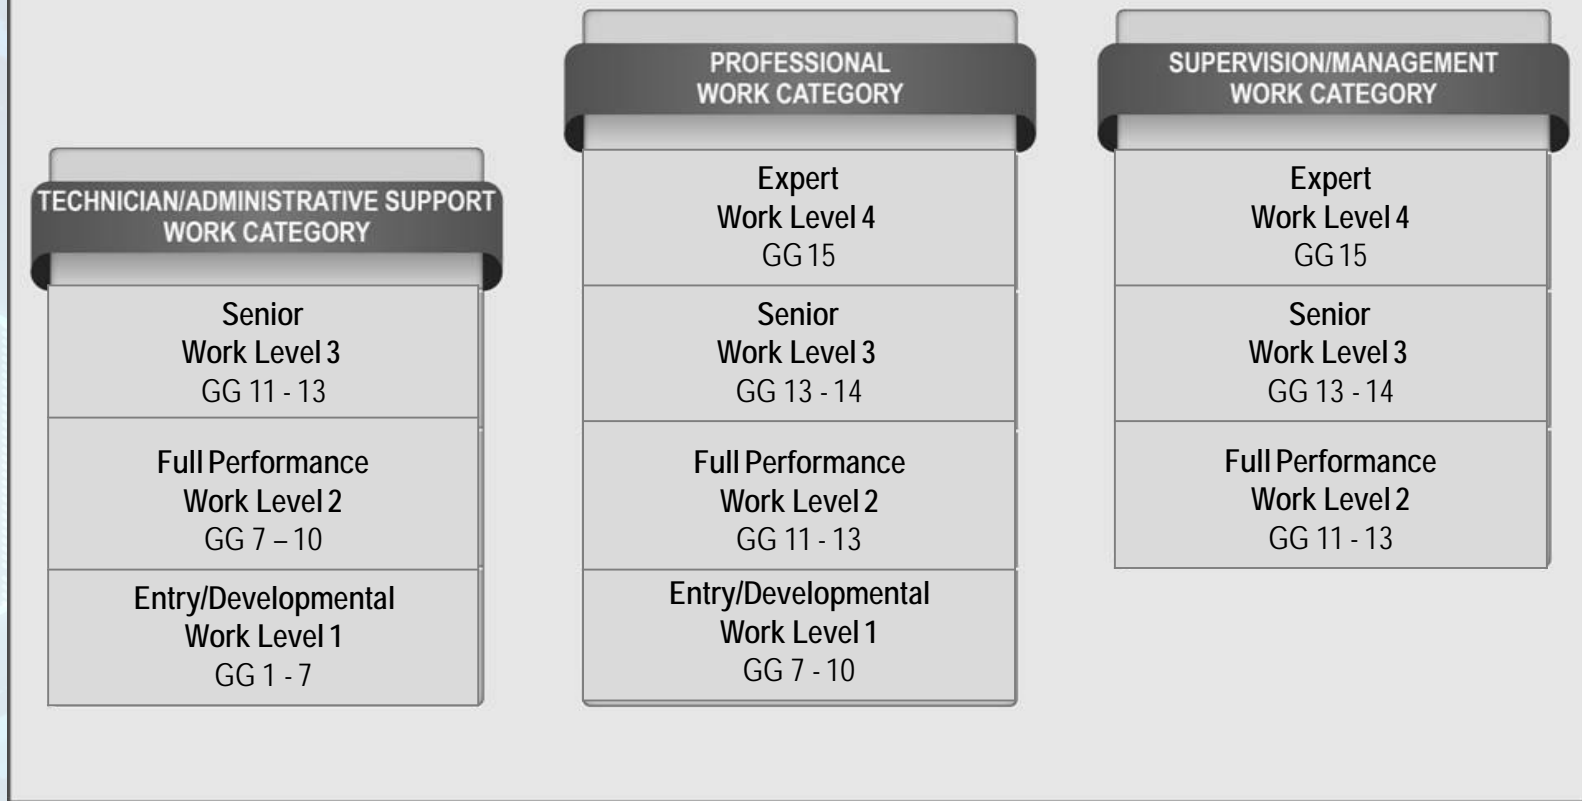 TECHNICIAN/ADMINISTRATIVE SUPPORT
WORK CATEGORY
Senior
Work Level 3
GG 11 - 13
Full Performance
Work Level 2
GG 7 – 10
Entry/Developmental
Work Level 1
GG 1 - 7
PROFESSIONAL
WORK CATEGORY
Expert
Work Level 4
GG 15
Senior
Work Level 3
GG 13 - 14
Full Performance
Work Level 2
GG 11 - 13
Entry/Developmental
Work Level 1
GG 7 - 10
SUPERVISION/MANAGEMENT
WORK CATEGORY
Expert
Work Level 4
GG 15
Senior
Work Level 3
GG 13 - 14
Full Performance
Work Level 2
GG 11 - 13